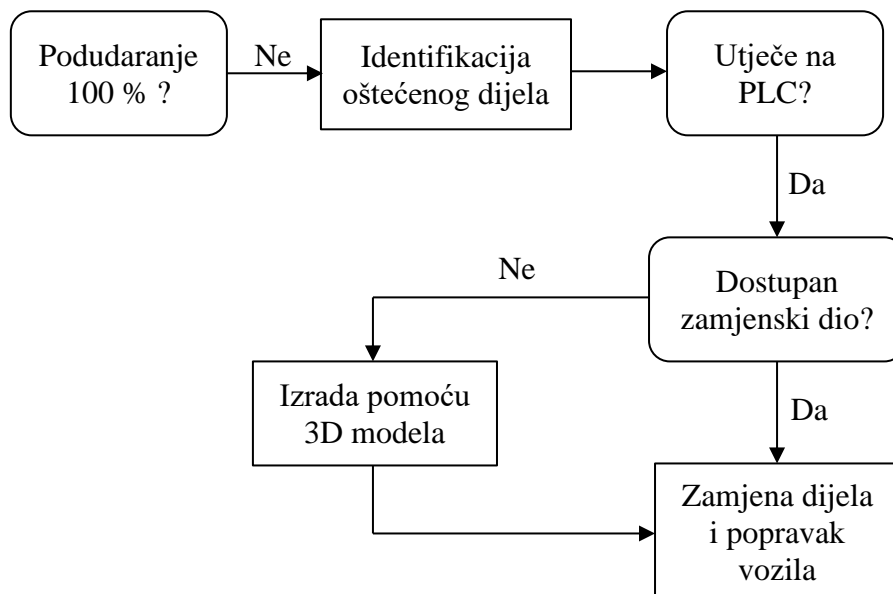 Podudaranje
100 % ?
Ne
Identifikacija
oštećenog dijela
Utječe na
PLC?
Da
Dostupan
zamjenski dio?
Ne
Izrada pomoću
3D modela
Da
Zamjena dijela
i popravak
vozila